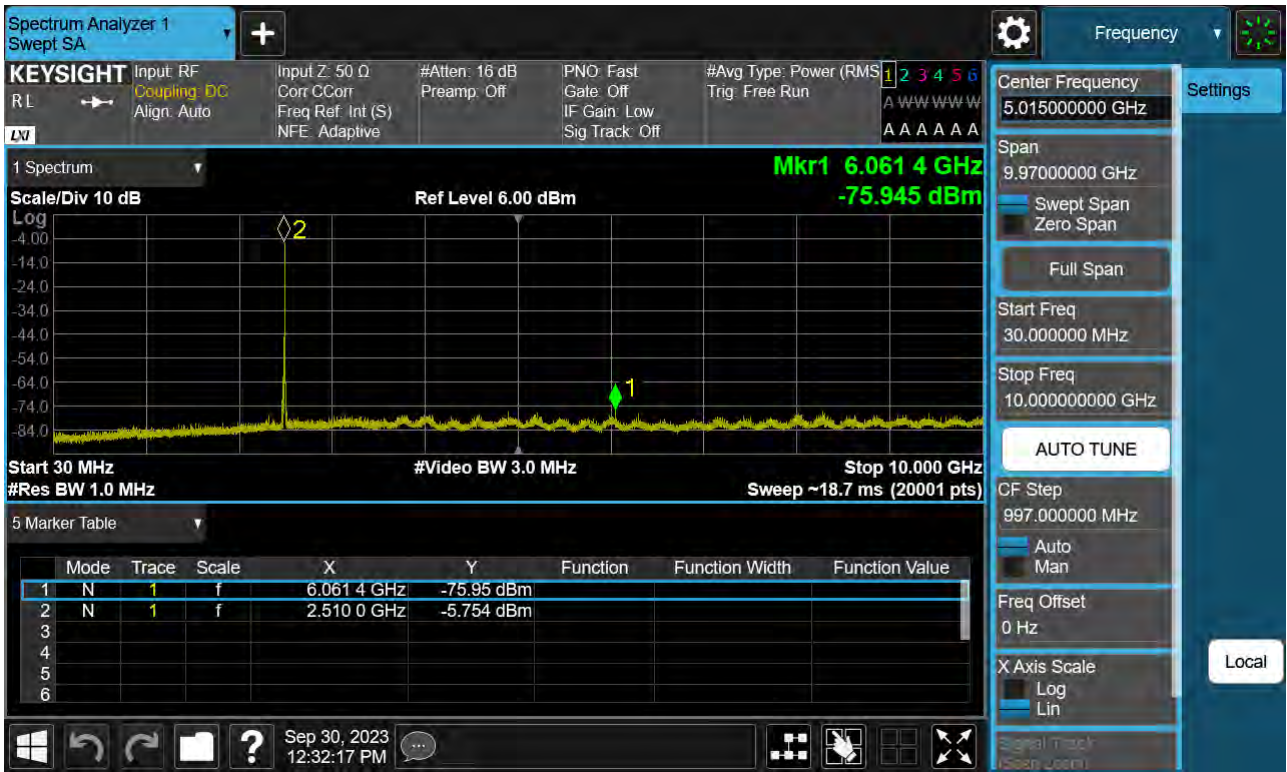 Spectrum Analyzer 1
Swept SA
+
Frequency
KEYSIGHT
RL
LXI
Input: RF
Coupling: DC
Align: Auto
Input Z: 50 Ω
Corr CCorr
Freq Ref: Int (S)
NFE: Adaptive
#Atten: 16 dB
Preamp: Off
PNO: Fast
Gate: Off
IF Gain: Low
Sig Track: Off
#Avg Type: Power (RMS
Trig: Free Run
1 2 3 4 5 6
A W W W W W
A A A A A A
1 Spectrum
Scale/Div 10 dB
Ref Level 6.00 dBm
Mkr1 6.061 4 GHz
-75.945 dBm
Log
-4.00
-14.0
-24.0
-34.0
-44.0
-54.0
-64.0
-74.0
-84.0
2
1
Start 30 MHz
#Video BW 3.0 MHz
Stop 10.000 GHz
#Res BW 1.0 MHz
Sweep ~18.7 ms (20001 pts)
5 Marker Table
Mode Trace Scale X Y Function Function Width Function Value
1 N 1 f 6.061 4 GHz -75.95 dBm
2 N 1 f 2.510 0 GHz -5.754 dBm
3
4
5
6
Center Frequency
5.015000000 GHz
Settings
Span
9.97000000 GHz
Swept Span
Zero Span
Full Span
Start Freq
30.000000 MHz
Stop Freq
10.000000000 GHz
AUTO TUNE
CF Step
997.000000 MHz
Auto
Man
Freq Offset
0 Hz
X Axis Scale
Log
Lin
Signal Track
(Span Zoom)
Local
?
Sep 30, 2023
12:32:17 PM